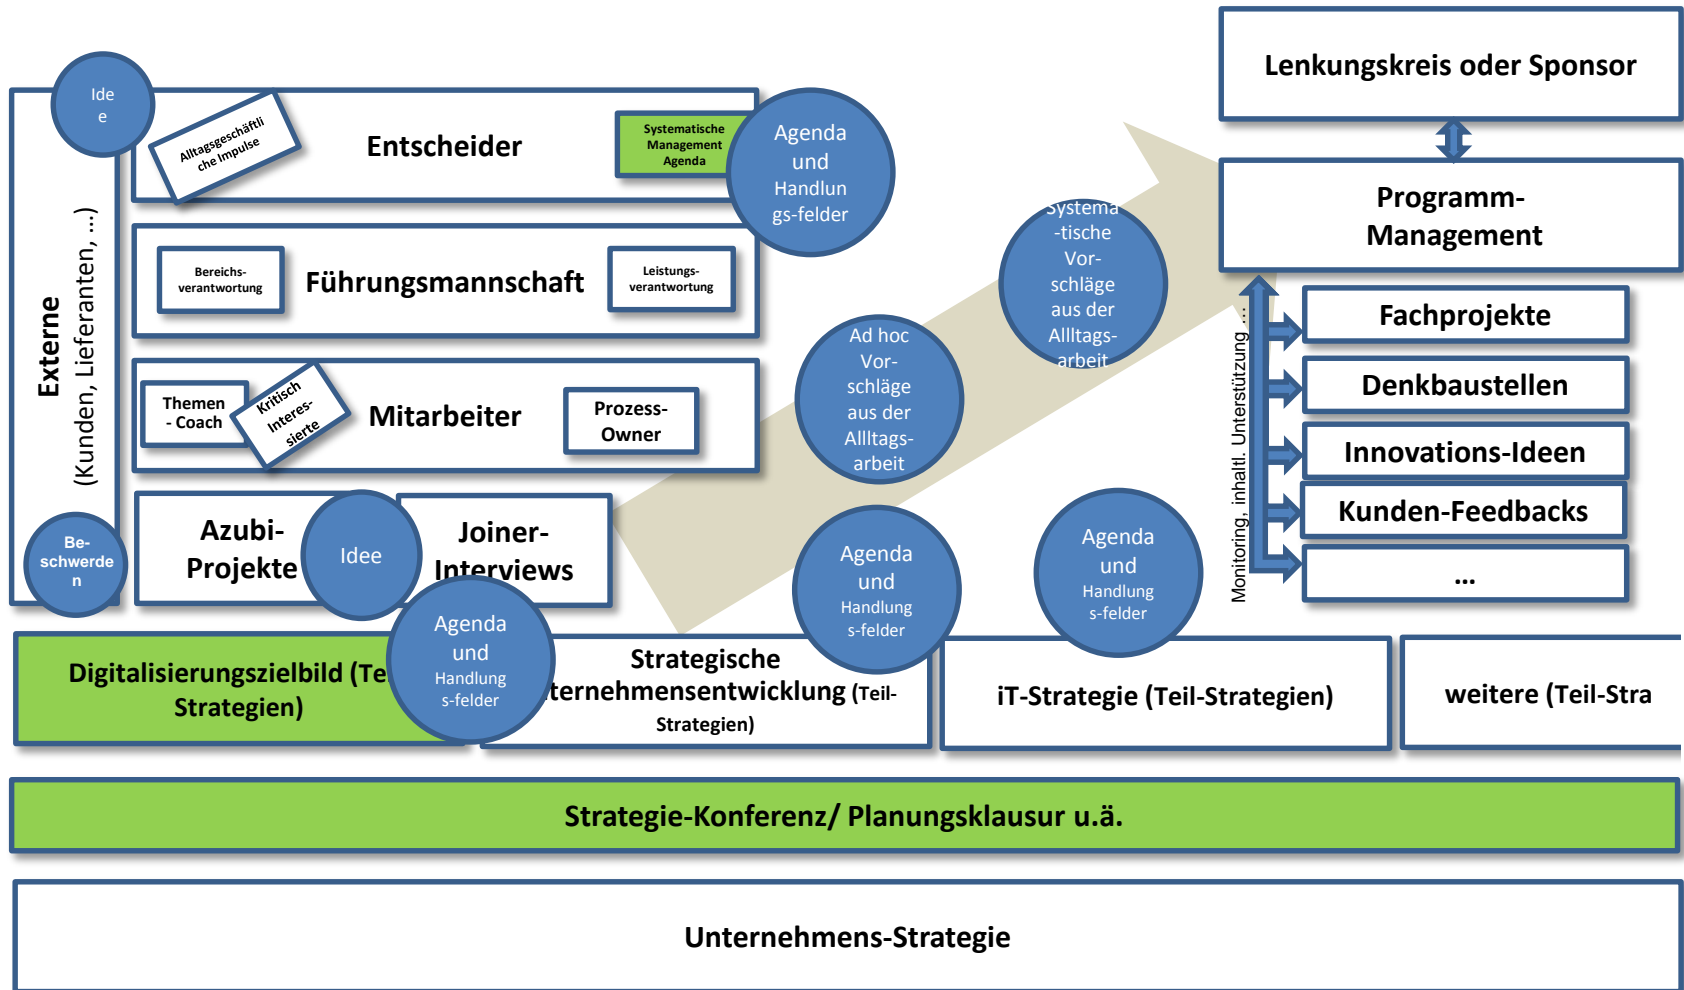 Lenkungskreis oder Sponsor
Ide
e
Alltagsgeschäftli
che Impulse
Entscheider
Systematische
Management
Agenda
Agenda
und
Handlun
gs-felder
Programm-
Management
Externe
(Kunden, Lieferanten, ...)
Bereichs-
verantwortung
Führungsmannschaft
Leistungs-
verantwortung
Systema
-tische
Vor-
schläge
aus der
Allltags-
arbeit
Ad hoc
Vor-
schläge
aus der
Allltags-
arbeit
Themen
- Coach
Kritisch
Interes-
sierte
Mitarbeiter
Prozess-
Owner
Monitoring, inhaltl. Unterstützung ...
Fachprojekte
Denkbaustellen
Innovations-Ideen
Kunden-Feedbacks
...
Be-
schwerde
n
Azubi-
Projekte
Idee
Joiner-
Interviews
Agenda
und
Handlung
s-felder
Agenda
und
Handlung
s-felder
Agenda
und
Handlung
s-felder
Digitalisierungszielbild (Te
Strategien)
Strategische
ternehmensentwicklung (Teil-
Strategien)
iT-Strategie (Teil-Strategien)
weitere (Teil-Stra
Strategie-Konferenz/ Planungsklausur u.ä.
Unternehmens-Strategie